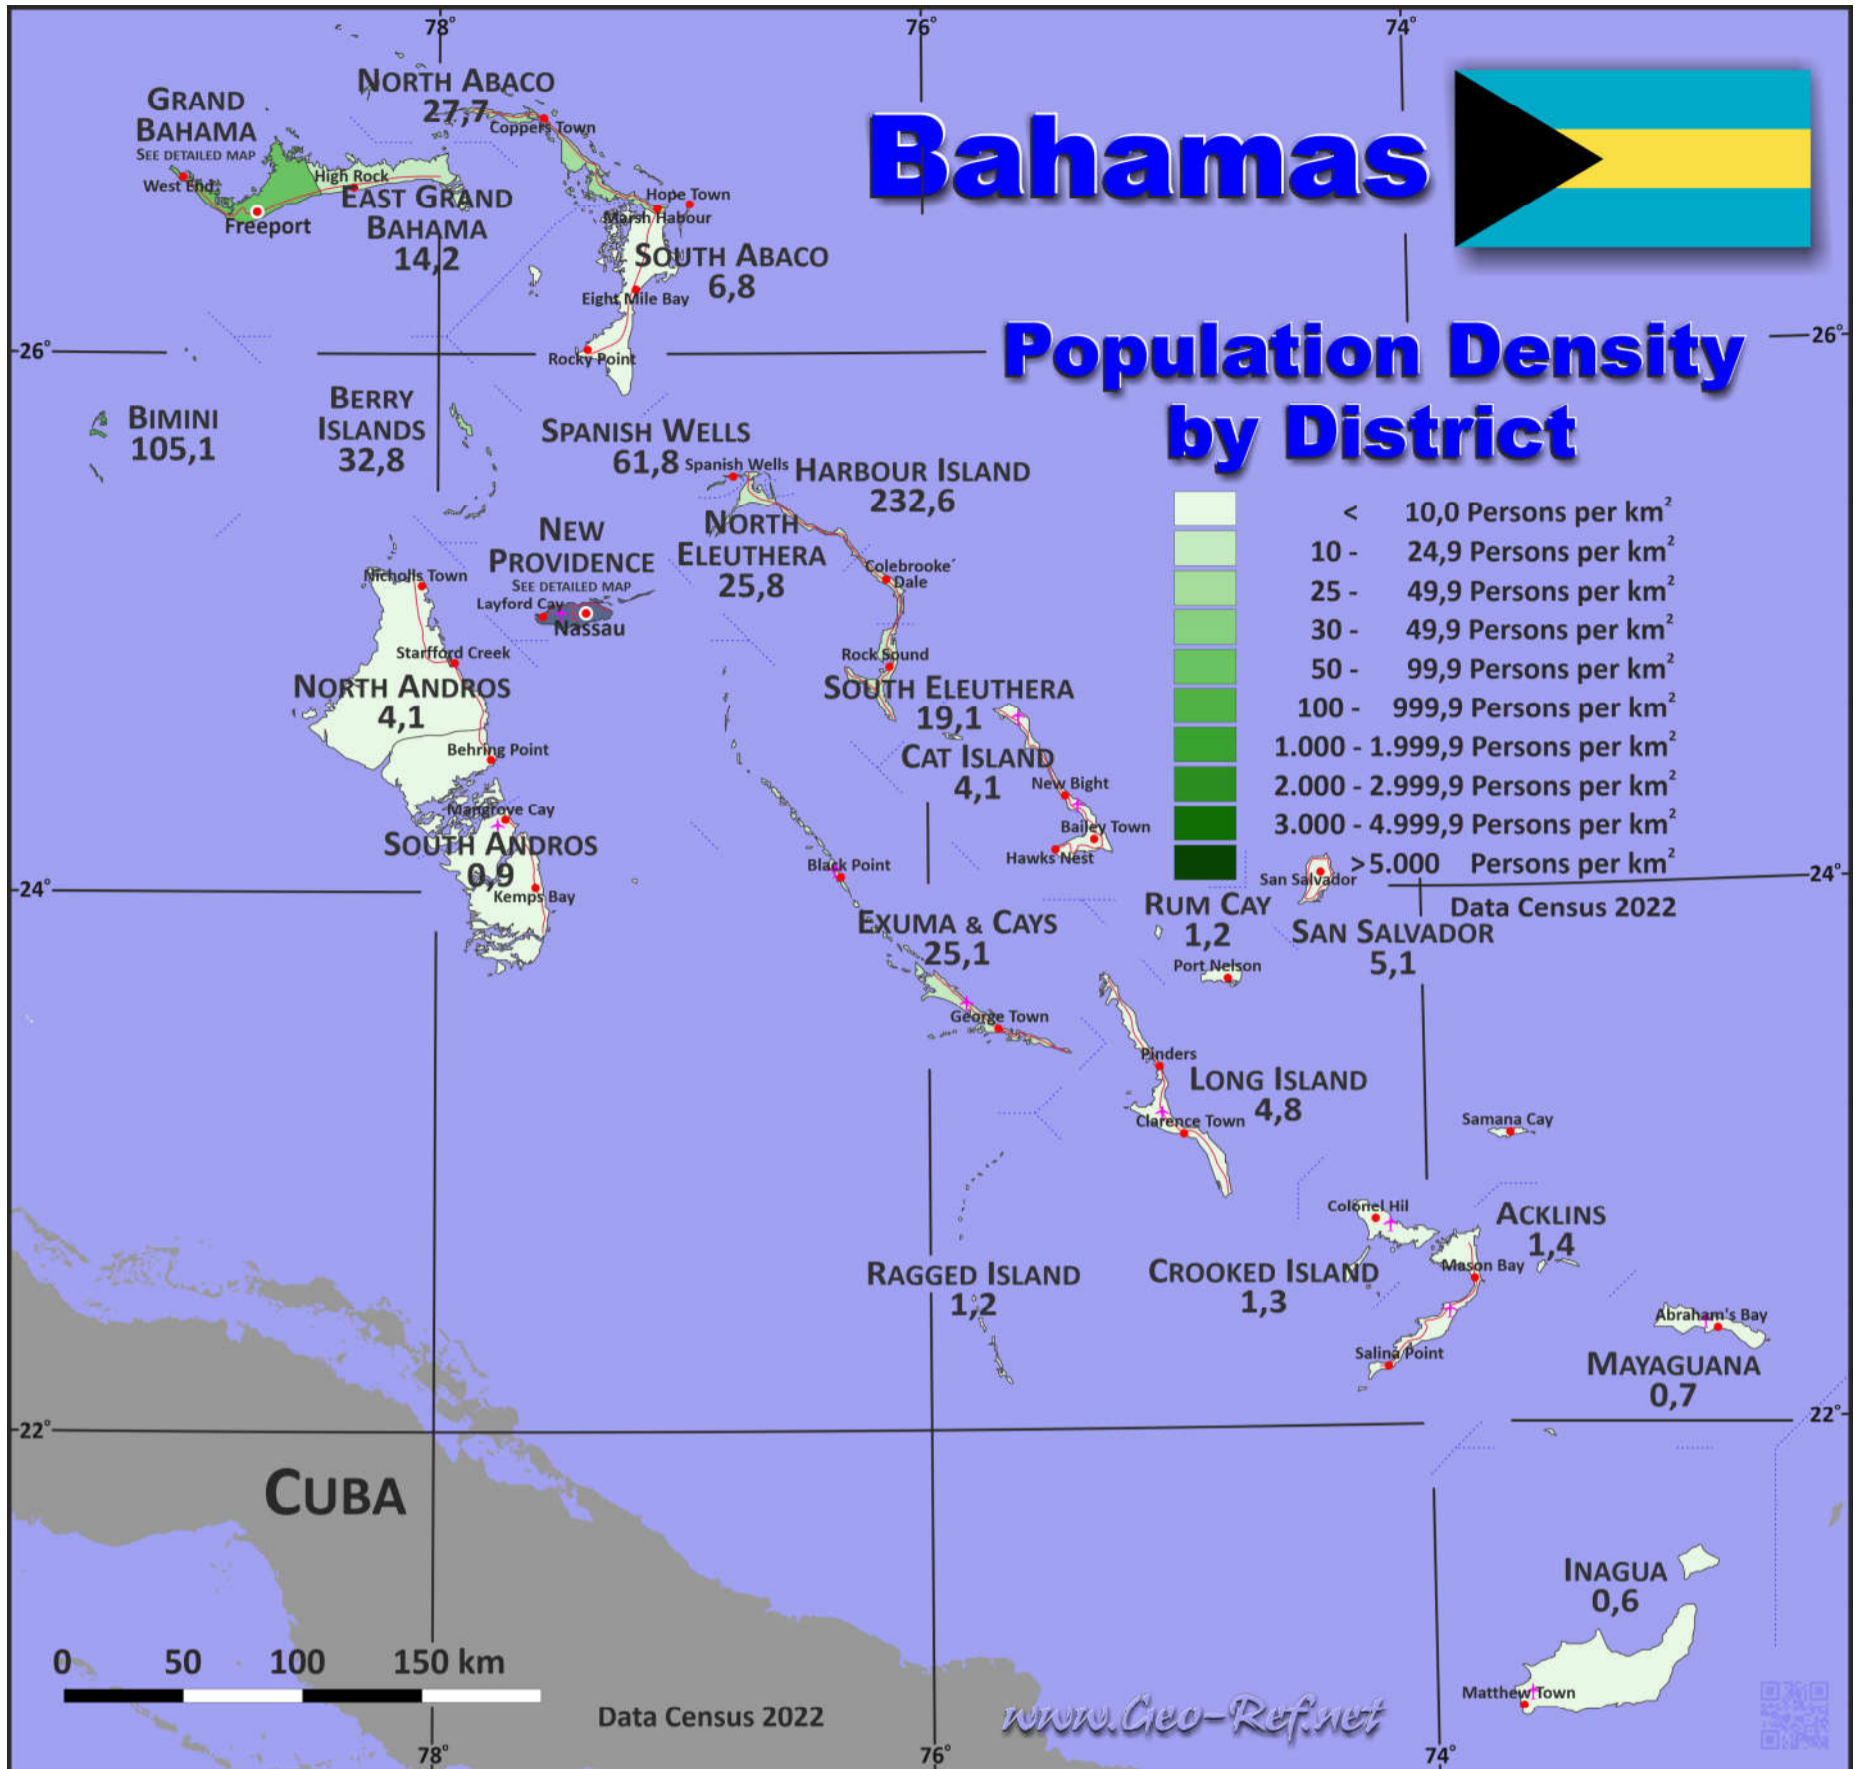 78°
76°
74°
Bahamas
NORTH ABACO
27,7
Coppers Town
GRAND
BAHAMA
SEE DETAILED MAP
West End
High Rock
Freeport
EAST GRAND
BAHAMA
14,2
Hope Town
Marsh Habour
SOUTH ABACO
6,8
Eight Mile Bay
Rocky Point
26°
26°
Population Density
by District
BIMINI
105,1
BERRY
ISLANDS
32,8
SPANISH WELLS
61,8
Spanish Wells
HARBOUR ISLAND
232,6
NORTH
ELEUTHERA
25,8
NEW
PROVIDENCE
SEE DETAILED MAP
Layford Cay
Nassau
Colebrooke´
Dale
Rock Sound
SOUTH ELEUTHERA
19,1
Nicholls Town
Starfford Creek
NORTH ANDROS
4,1
Behring Point
Mangrove Cay
SOUTH ANDROS
0,9
Kemps Bay
CAT ISLAND
4,1
New Bight
Bailey Town
Hawks Nest
< 10,0 Persons per km²
10 - 24,9 Persons per km²
25 - 49,9 Persons per km²
30 - 49,9 Persons per km²
50 - 99,9 Persons per km²
100 - 999,9 Persons per km²
1.000 - 1.999,9 Persons per km²
2.000 - 2.999,9 Persons per km²
3.000 - 4.999,9 Persons per km²
>5.000 Persons per km²
Data Census 2022
24°
24°
Black Point
EXUMA & CAYS
25,1
George Town
San Salvador
SAN SALVADOR
5,1
RUM CAY
1,2
Port Nelson
Pinders
LONG ISLAND
4,8
Clarence Town
Samana Cay
Colonel Hil
ACKLINS
1,4
Mason Bay
CROOKED ISLAND
1,3
Salina Point
RAGGED ISLAND
1,2
Abraham's Bay
MAYAGUANA
0,7
22°
22°
CUBA
INAGUA
0,6
Matthew Town
0 50 100 150 km
Data Census 2022
www.Geo-Ref.net
78°
76°
74°